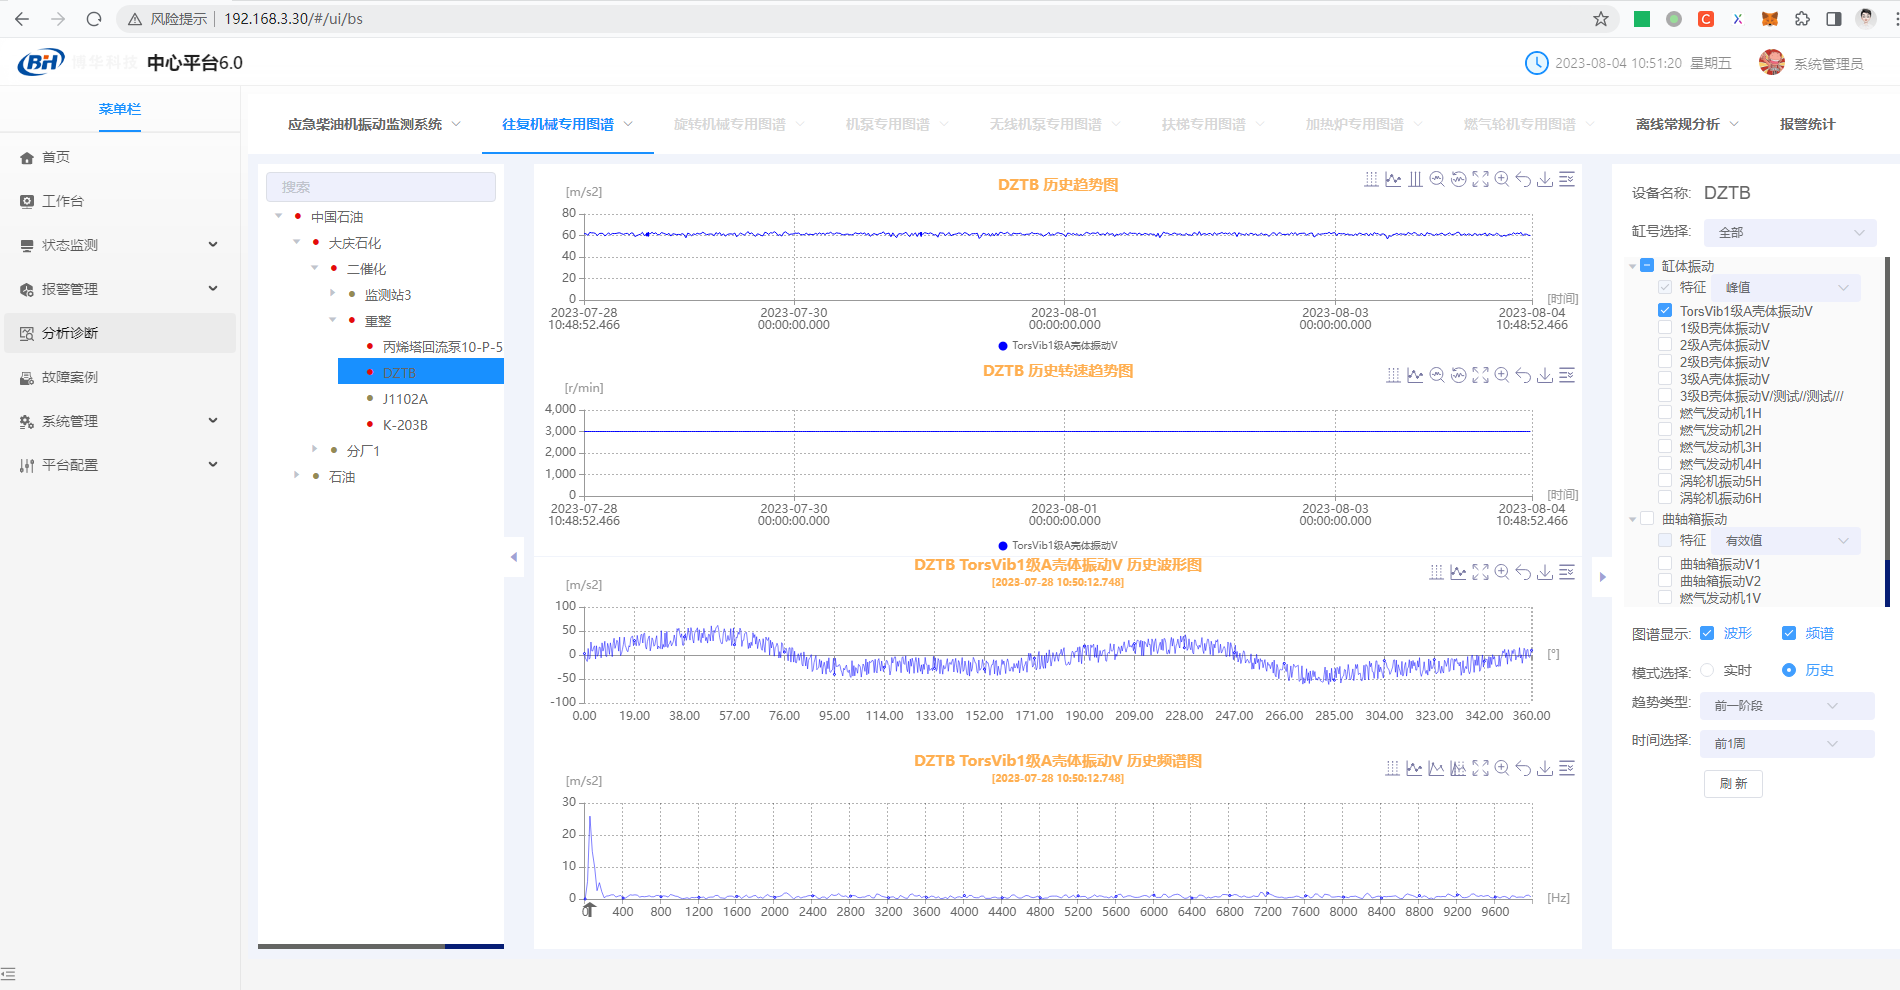 风险提示 192.168.3.30/#/ui/bs
BH 博华科技 中心平台6.0
2023-08-04 10:51:20 星期五 系统管理员
菜单栏
首页
工作台
状态监测
报警管理
分析诊断
故障案例
系统管理
平台配置
应急柴油机振动监测系统 往复机械专用图谱 旋转机械专用图谱 机泵专用图谱 无线机泵专用图谱 扶梯专用图谱 加热炉专用图谱 燃气轮机专用图谱 离线常规分析 报警统计
搜索
中国石油
大庆石化
二催化
监测站3
重整
丙烯塔回流泵10-P-5
DZTB
J1102A
K-203B
分厂1
石油
DZTB 历史趋势图
[m/s2]
80
60
40
20
0
[时间]
2023-07-28 2023-07-30 2023-08-01 2023-08-03 2023-08-04
10:48:52.466 00:00:00.000 00:00:00.000 00:00:00.000 10:48:52.466
TorsVib1级A壳体振动V
DZTB 历史转速趋势图
[r/min]
4,000
3,000
2,000
1,000
0
[时间]
2023-07-28 2023-07-30 2023-08-01 2023-08-03 2023-08-04
10:48:52.466 00:00:00.000 00:00:00.000 00:00:00.000 10:48:52.466
TorsVib1级A壳体振动V
DZTB TorsVib1级A壳体振动V 历史波形图
[2023-07-28 10:50:12.748]
[m/s2]
100
50
0
-50
-100
[°]
0.00 19.00 38.00 57.00 76.00 95.00 114.00 133.00 152.00 171.00 190.00 209.00 228.00 247.00 266.00 285.00 304.00 323.00 342.00 360.00
DZTB TorsVib1级A壳体振动V 历史频谱图
[2023-07-28 10:50:12.748]
[m/s2]
30
20
10
0
[Hz]
0 400 800 1200 1600 2000 2400 2800 3200 3600 4000 4400 4800 5200 5600 6000 6400 6800 7200 7600 8000 8400 8800 9200 9600
设备名称: DZTB
缸号选择: 全部
缸体振动
特征 峰值
TorsVib1级A壳体振动V
1级B壳体振动V
2级A壳体振动V
2级B壳体振动V
3级A壳体振动V
3级B壳体振动V/测试//测试///
燃气发动机1H
燃气发动机2H
燃气发动机3H
燃气发动机4H
涡轮机振动5H
涡轮机振动6H
曲轴箱振动
特征 有效值
曲轴箱振动V1
曲轴箱振动V2
燃气发动机1V
图谱显示: 波形 频谱
模式选择: 实时 历史
趋势类型: 前一阶段
时间选择: 前1周
刷 新